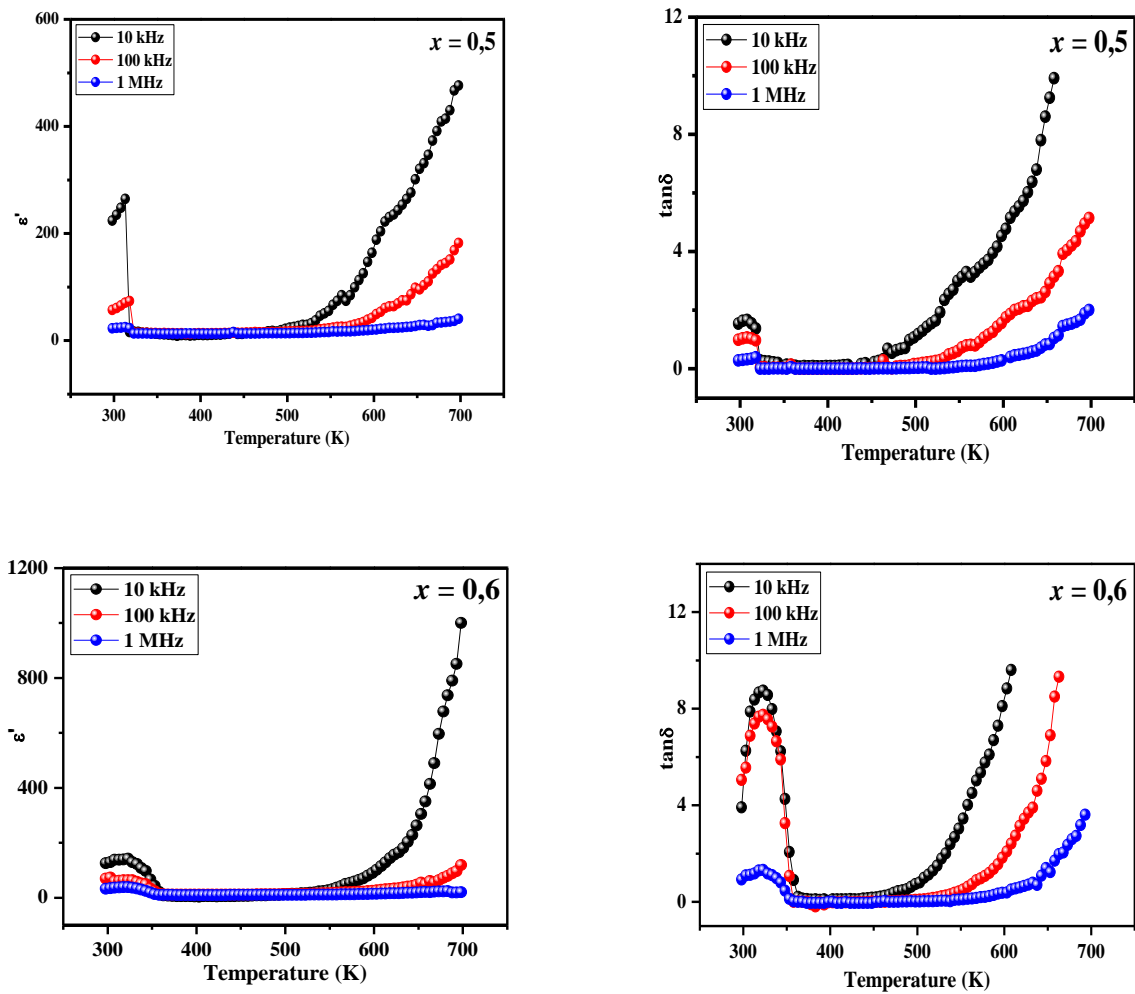 600
400
200
0
ε'
10 kHz
100 kHz
1 MHz
x = 0,5
300 400 500 600 700
Temperature (K)
12
8
4
0
tanδ
10 kHz
100 kHz
1 MHz
x = 0,5
300 400 500 600 700
Temperature (K)
1200
800
400
0
ε'
10 kHz
100 kHz
1 MHz
x = 0,6
300 400 500 600 700
Temperature (K)
12
8
4
0
tanδ
10 kHz
100 kHz
1 MHz
x = 0,6
300 400 500 600 700
Temperature (K)